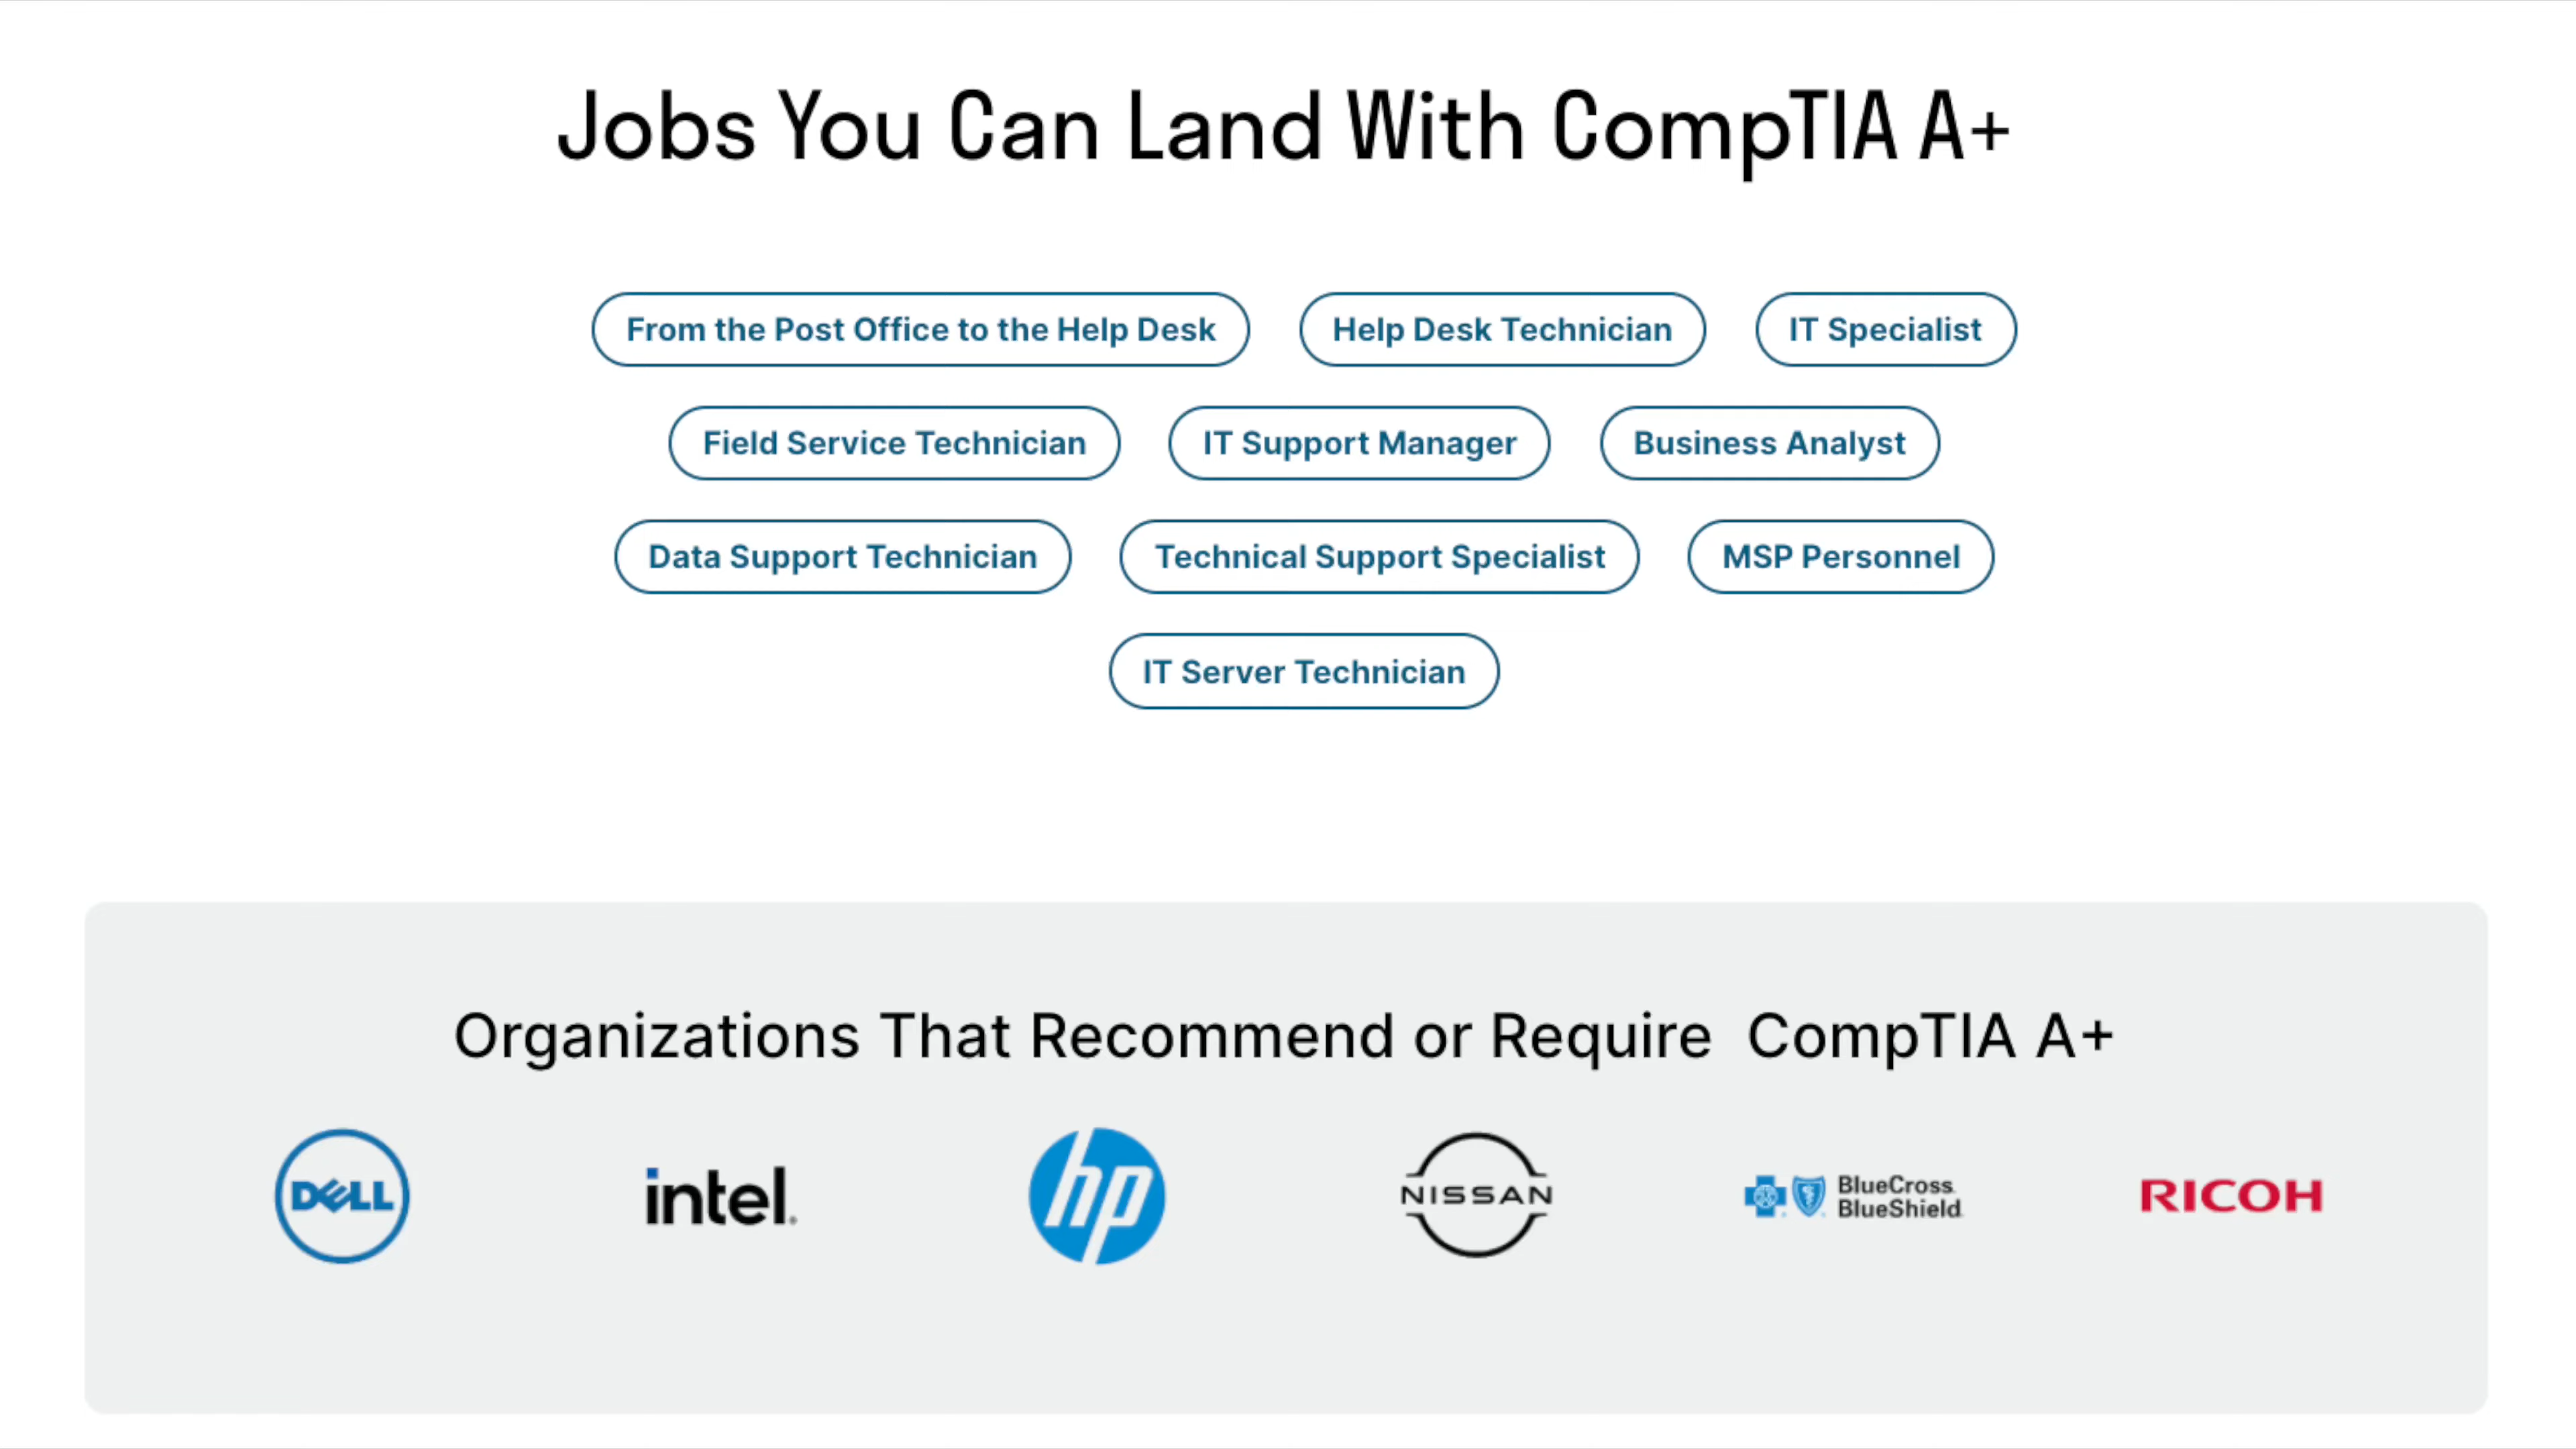 Jobs You Can Land With CompTIA A+
From the Post Office to the Help Desk
Help Desk Technician
IT Specialist
Field Service Technician
IT Support Manager
Business Analyst
Data Support Technician
Technical Support Specialist
MSP Personnel
IT Server Technician
Organizations That Recommend or Require CompTIA A+
DELL
intel.
hp
NISSAN
BlueCross
BlueShield
RICOH